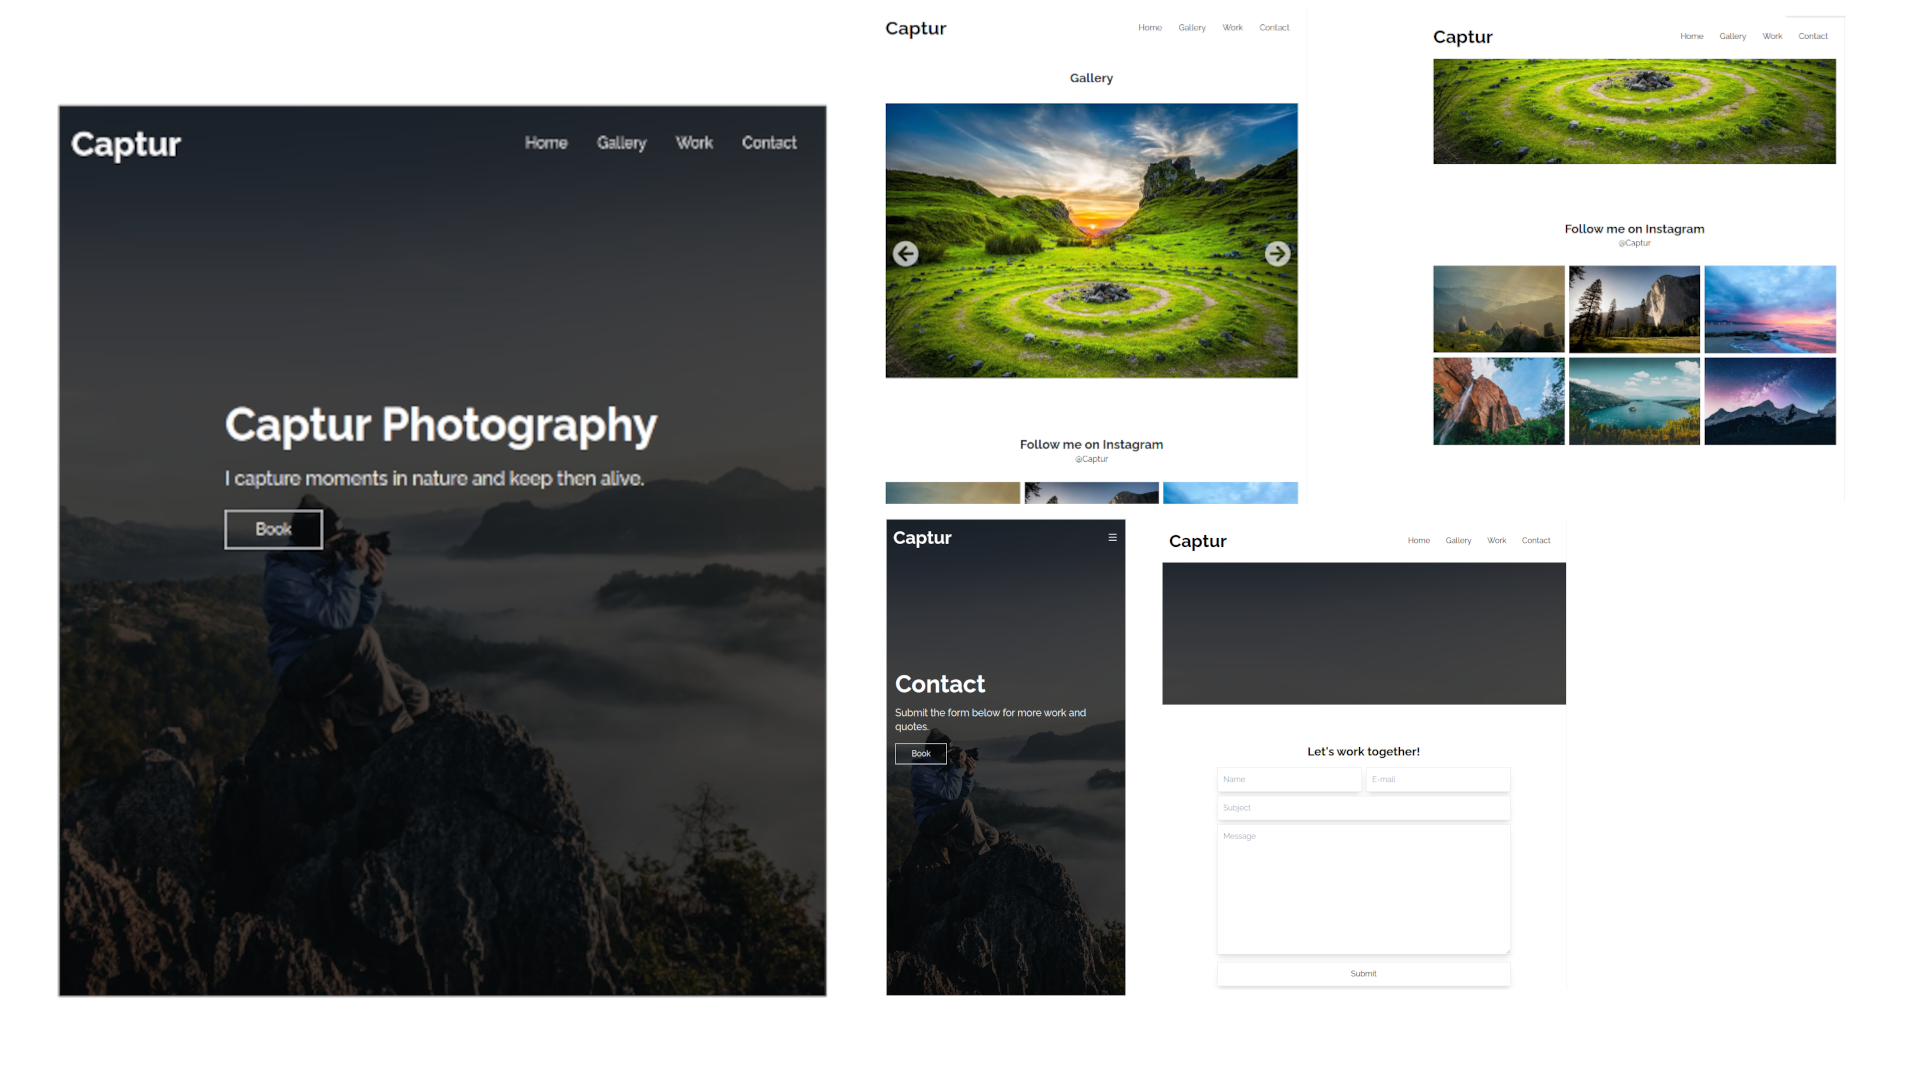 Captur
Home Gallery Work Contact
Captur Photography
I capture moments in nature and keep then alive.
Book
Captur
Home Gallery Work Contact
Gallery
Follow me on Instagram
@Captur
Captur
Home Gallery Work Contact
Follow me on Instagram
@Captur
Captur
Contact
Submit the form below for more work and
quotes.
Book
Captur
Home Gallery Work Contact
Let's work together!
Name E-mail
Subject
Message
Submit